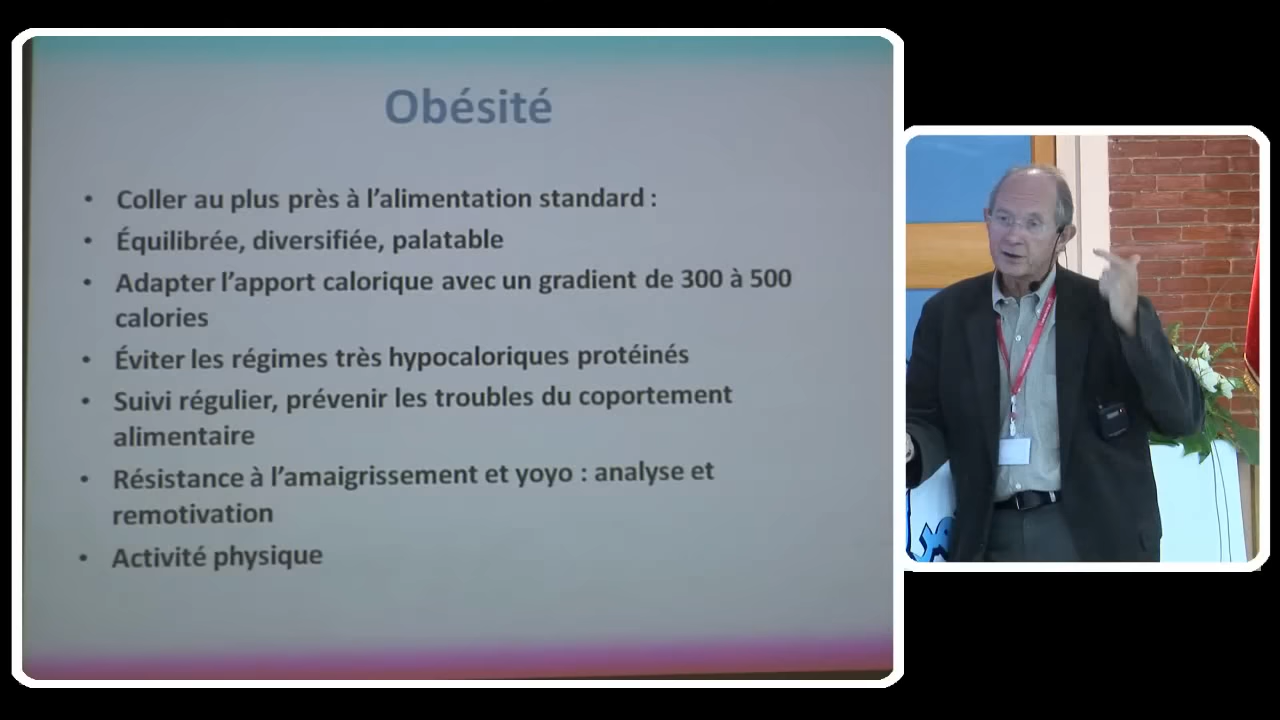 Obésité
• Coller au plus près à l’alimentation standard :
• Équilibrée, diversifiée, palatable
• Adapter l’apport calorique avec un gradient de 300 à 500
calories
• Éviter les régimes très hypocaloriques protéinés
• Suivi régulier, prévenir les troubles du coportement
alimentaire
• Résistance à l’amaigrissement et yoyo : analyse et
remotivation
• Activité physique